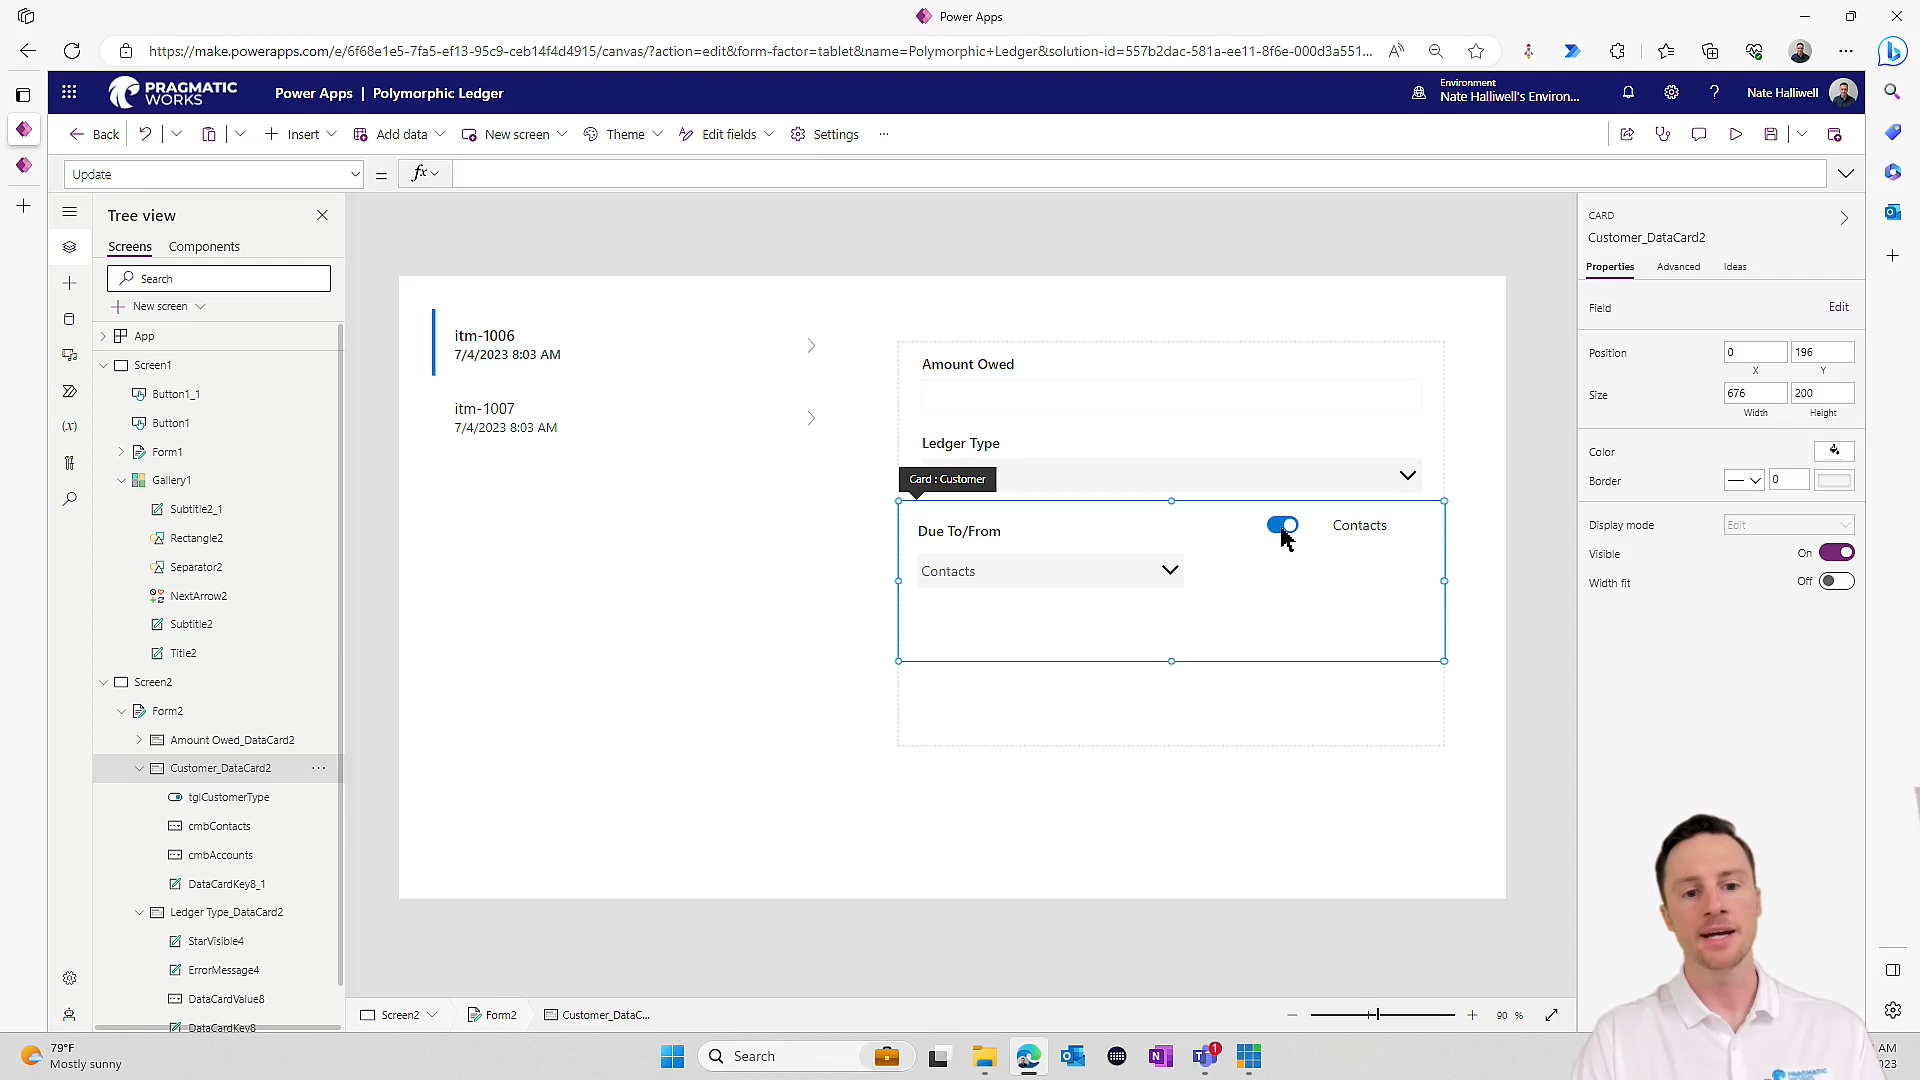 Power Apps
https://make.powerapps.com/e/6f68e1e5-7fa5-ef13-95c9-ceb14f4d4915/canvas/?action=edit&form-factor=tablet&name=Polymorphic+Ledger&solution-id=557b2dac-581a-ee11-8f6e-000d3a551...
PRAGMATIC WORKS
Power Apps | Polymorphic Ledger
Environment
Nate Halliwell's Environ...
Nate Halliwell
Back
Insert
Add data
New screen
Theme
Edit fields
Settings
Update
=
fx
Tree view
Screens
Components
Search
New screen
App
Screen1
Button1_1
Button1
Form1
Gallery1
Subtitle2_1
Rectangle2
Separator2
NextArrow2
Subtitle2
Title2
Screen2
Form2
Amount Owed_DataCard2
Customer_DataCard2
tglCustomerType
cmbContacts
cmbAccounts
DataCardKey8_1
Ledger Type_DataCard2
StarVisible4
ErrorMessage4
DataCardValue8
DataCardKey8
itm-1006
7/4/2023 8:03 AM
itm-1007
7/4/2023 8:03 AM
Amount Owed
Ledger Type
Card : Customer
Due To/From
Contacts
Contacts
CARD
Customer_DataCard2
Properties
Advanced
Ideas
Field
Edit
Position
0
196
X
Y
Size
676
200
Width
Height
Color
Border
0
Display mode
Edit
Visible
On
Width fit
Off
Screen2
Form2
Customer_DataC...
90 %
79°F
Mostly sunny
Search
1
AM